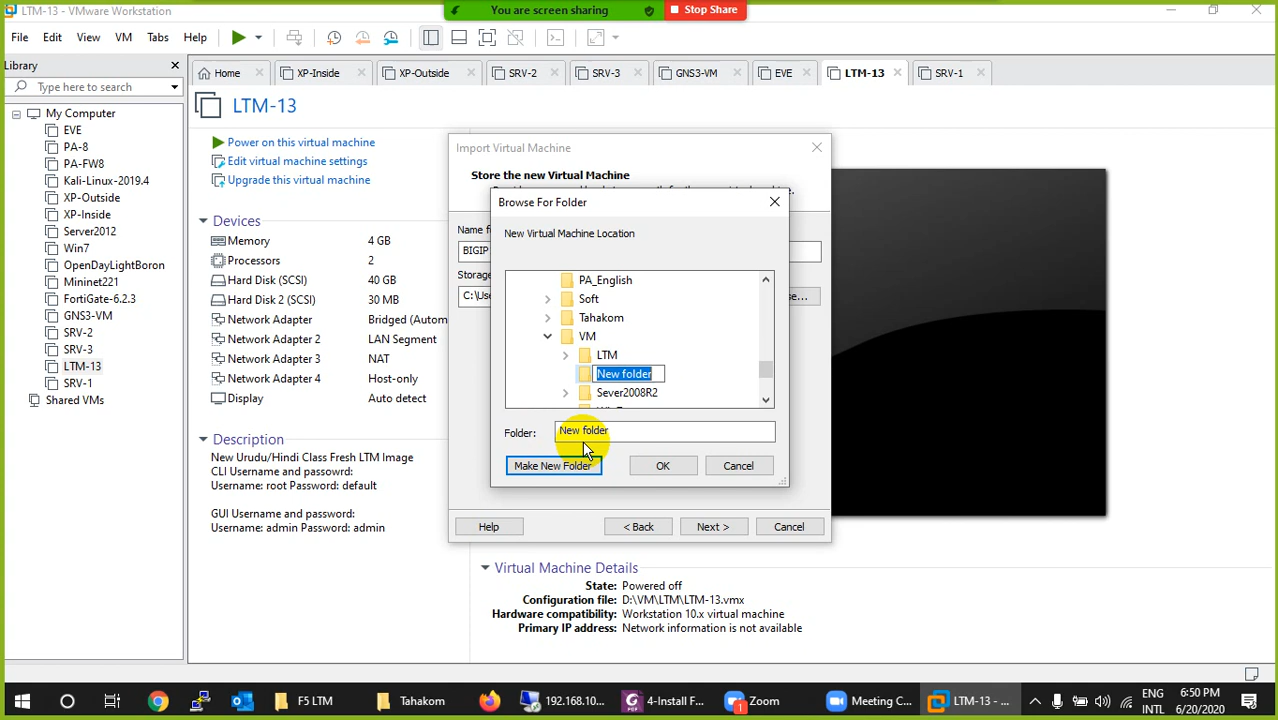 LTM-13 - VMware Workstation
You are screen sharing
Stop Share
File Edit View VM Tabs Help
Library
Type here to search
Home XP-Inside XP-Outside SRV-2 SRV-3 GNS3-VM EVE LTM-13 SRV-1
My Computer
EVE
PA-8
PA-FW8
Kali-Linux-2019.4
XP-Outside
XP-Inside
Server2012
Win7
OpenDayLightBoron
Mininet221
FortiGate-6.2.3
GNS3-VM
SRV-2
SRV-3
LTM-13
SRV-1
Shared VMs
LTM-13
Power on this virtual machine
Edit virtual machine settings
Upgrade this virtual machine
Devices
Memory 4 GB
Processors 2
Hard Disk (SCSI) 40 GB
Hard Disk 2 (SCSI) 30 MB
Network Adapter Bridged (Autom
Network Adapter 2 LAN Segment
Network Adapter 3 NAT
Network Adapter 4 Host-only
Display Auto detect
Description
New Urudu/Hindi Class Fresh LTM Image
CLI Username and passowrd:
Username: root Password: default
GUI Username and password:
Username: admin Password: admin
Import Virtual Machine
Store the new Virtual Machine
Name f
BIGIP
Storag
C:\Use
se...
Help < Back Next > Cancel
Browse For Folder
New Virtual Machine Location
PA_English
Soft
Tahakom
VM
LTM
New folder
Sever2008R2
Folder: New folder
Make New Folder OK Cancel
Virtual Machine Details
State: Powered off
Configuration file: D:\VM\LTM\LTM-13.vmx
Hardware compatibility: Workstation 10.x virtual machine
Primary IP address: Network information is not available
F5 LTM
Tahakom
192.168.10...
4-Install F...
Zoom
1
Meeting C...
LTM-13 - ...
ENG
INTL
6:50 PM
6/20/2020